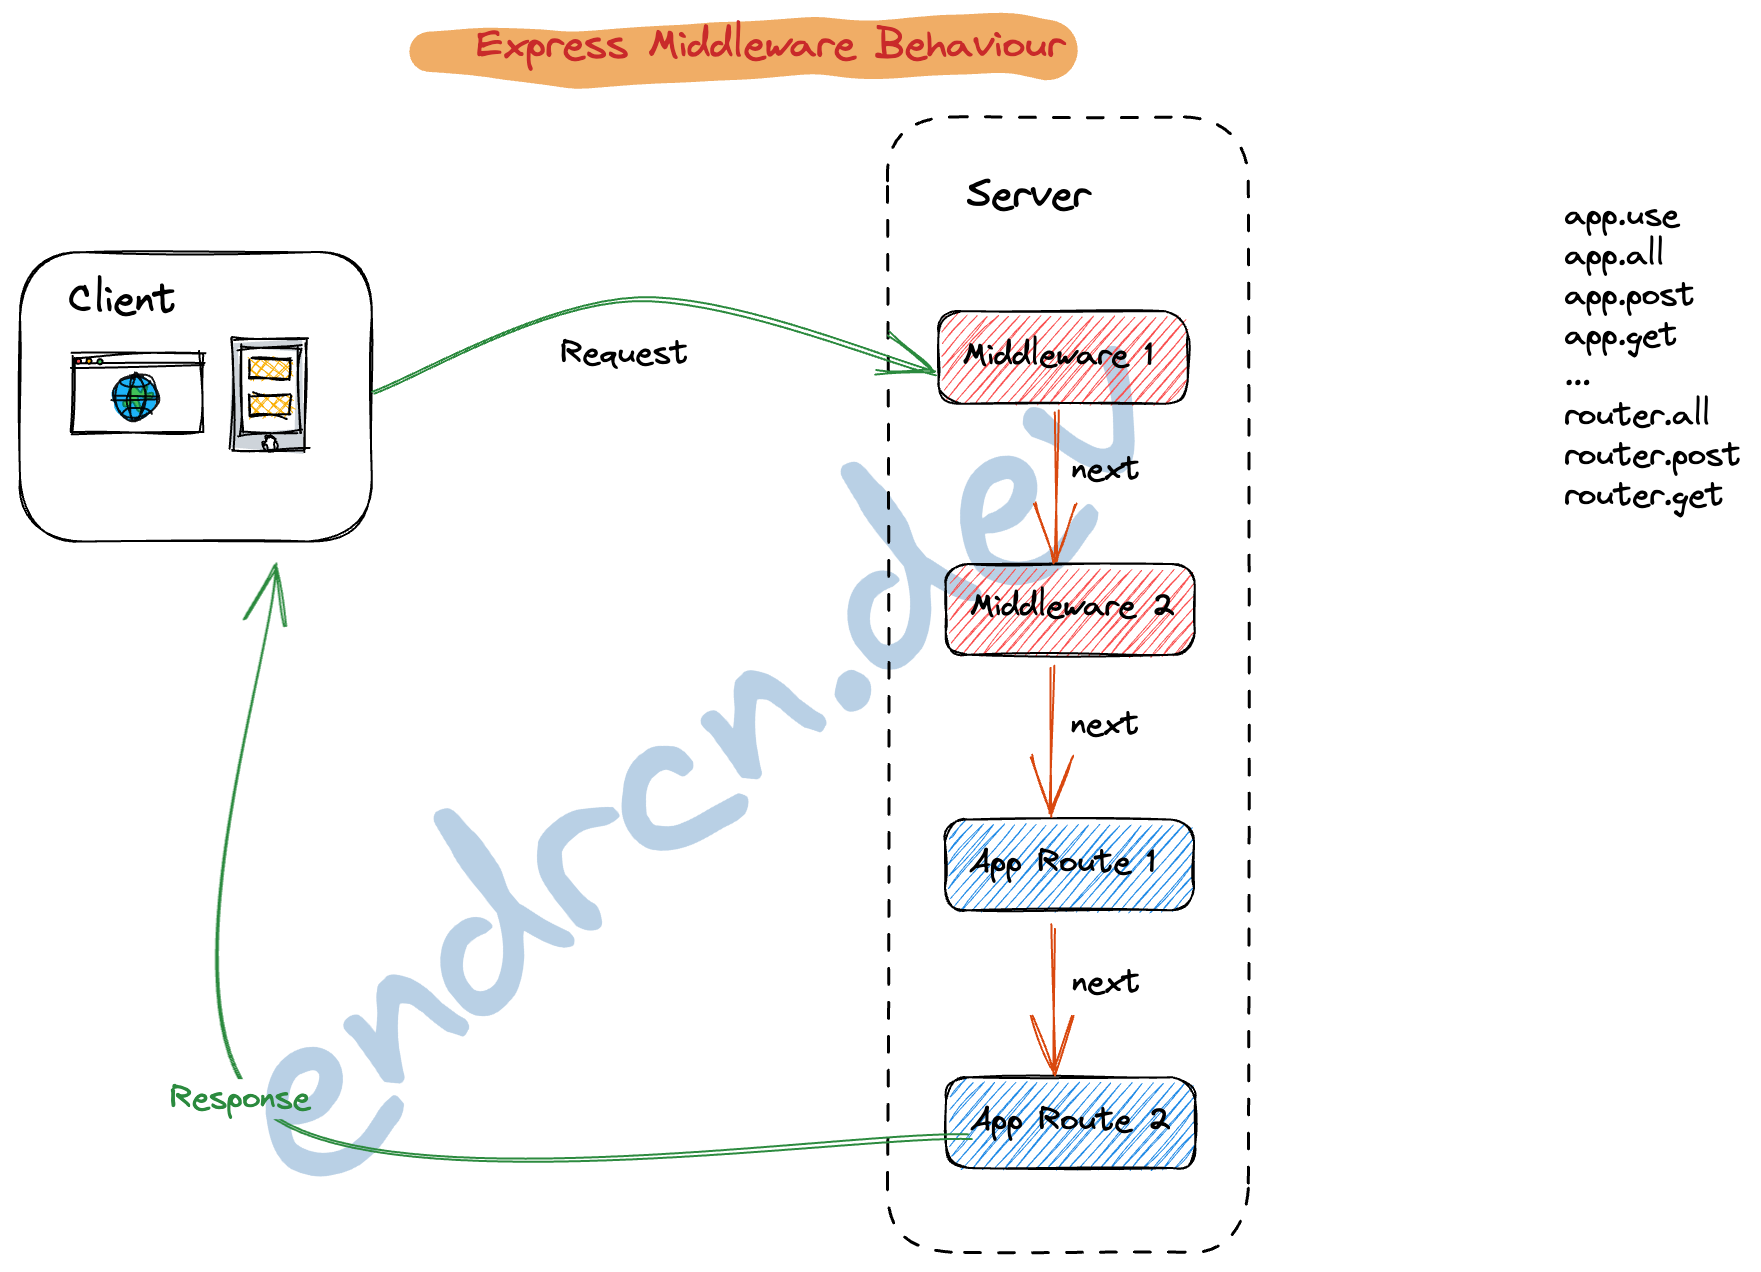 Express Middleware Behaviour
Server
Client
Request
Middleware 1
next
Middleware 2
next
App Route 1
next
App Route 2
Response
app.use
app.all
app.post
app.get
...
router.all
router.post
router.get
endrcn.dev